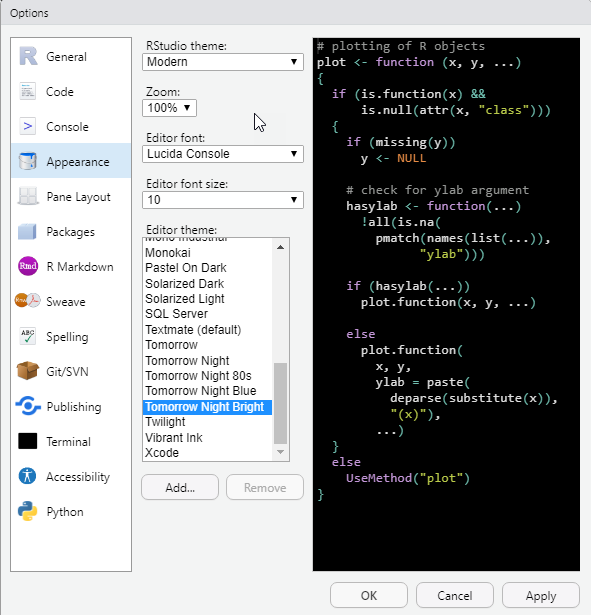 Options
General
Code
Console
Appearance
Pane Layout
Packages
Rmd R Markdown
Sweave
ABC Spelling
Git/SVN
Publishing
Terminal
Accessibility
Python
RStudio theme:
Modern
Zoom:
100%
Editor font:
Lucida Console
Editor font size:
10
Editor theme:
Mono Industrial
Monokai
Pastel On Dark
Solarized Dark
Solarized Light
SQL Server
Textmate (default)
Tomorrow
Tomorrow Night
Tomorrow Night 80s
Tomorrow Night Blue
Tomorrow Night Bright
Twilight
Vibrant Ink
Xcode
Add...
Remove
# plotting of R objects
plot <- function (x, y, ...)
{
  if (is.function(x) &&
      is.null(attr(x, "class")))
  {
    if (missing(y))
      y <- NULL

    # check for ylab argument
    hasylab <- function(...)
      !all(is.na(
        pmatch(names(list(...)),
              "ylab")))

    if (hasylab(...))
      plot.function(x, y, ...)

    else
      plot.function(
        x, y,
        ylab = paste(
          deparse(substitute(x)),
          "(x)"),
        ...)
  }
  else
    UseMethod("plot")
}
OK
Cancel
Apply